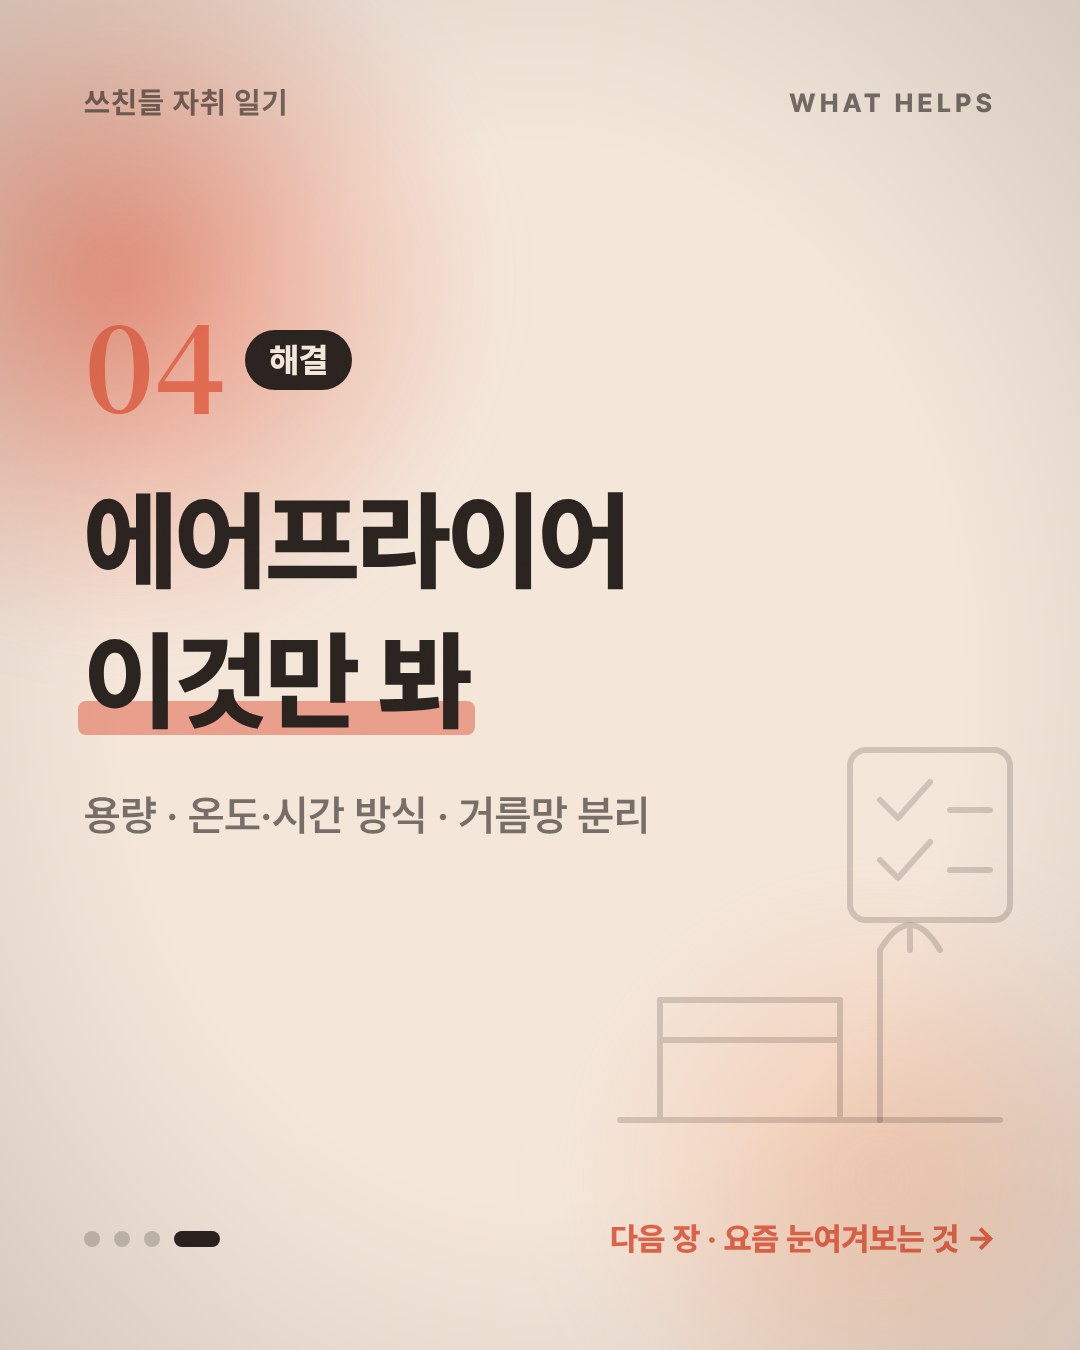 쓰친들 자취 일기
WHAT HELPS
04 해결
에어프라이어
이것만 봐
용량 · 온도·시간 방식 · 거름망 분리
다음 장 · 요즘 눈여겨보는 것 →